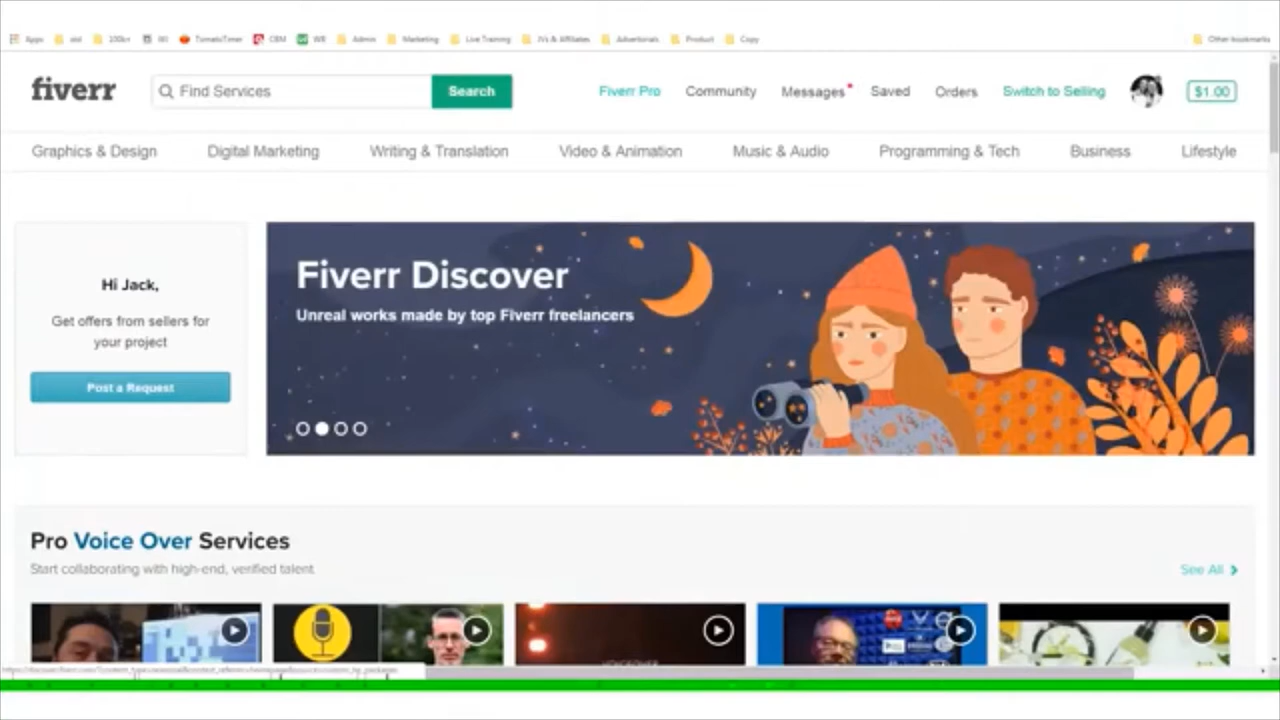 Apps
old
100kr
TomatoTimer
CBM
WB
Admin
Marketing
Live Training
JVs & Affiliates
Advertorials
Product
Copy
Other bookmarks
fiverr
Find Services
Search
Fiverr Pro
Community
Messages
Saved
Orders
Switch to Selling
$1.00
Graphics & Design
Digital Marketing
Writing & Translation
Video & Animation
Music & Audio
Programming & Tech
Business
Lifestyle
Hi Jack,
Get offers from sellers for
your project
Post a Request
Fiverr Discover
Unreal works made by top Fiverr freelancers
Pro Voice Over Services
Start collaborating with high-end, verified talent
See All
VOICEOVER